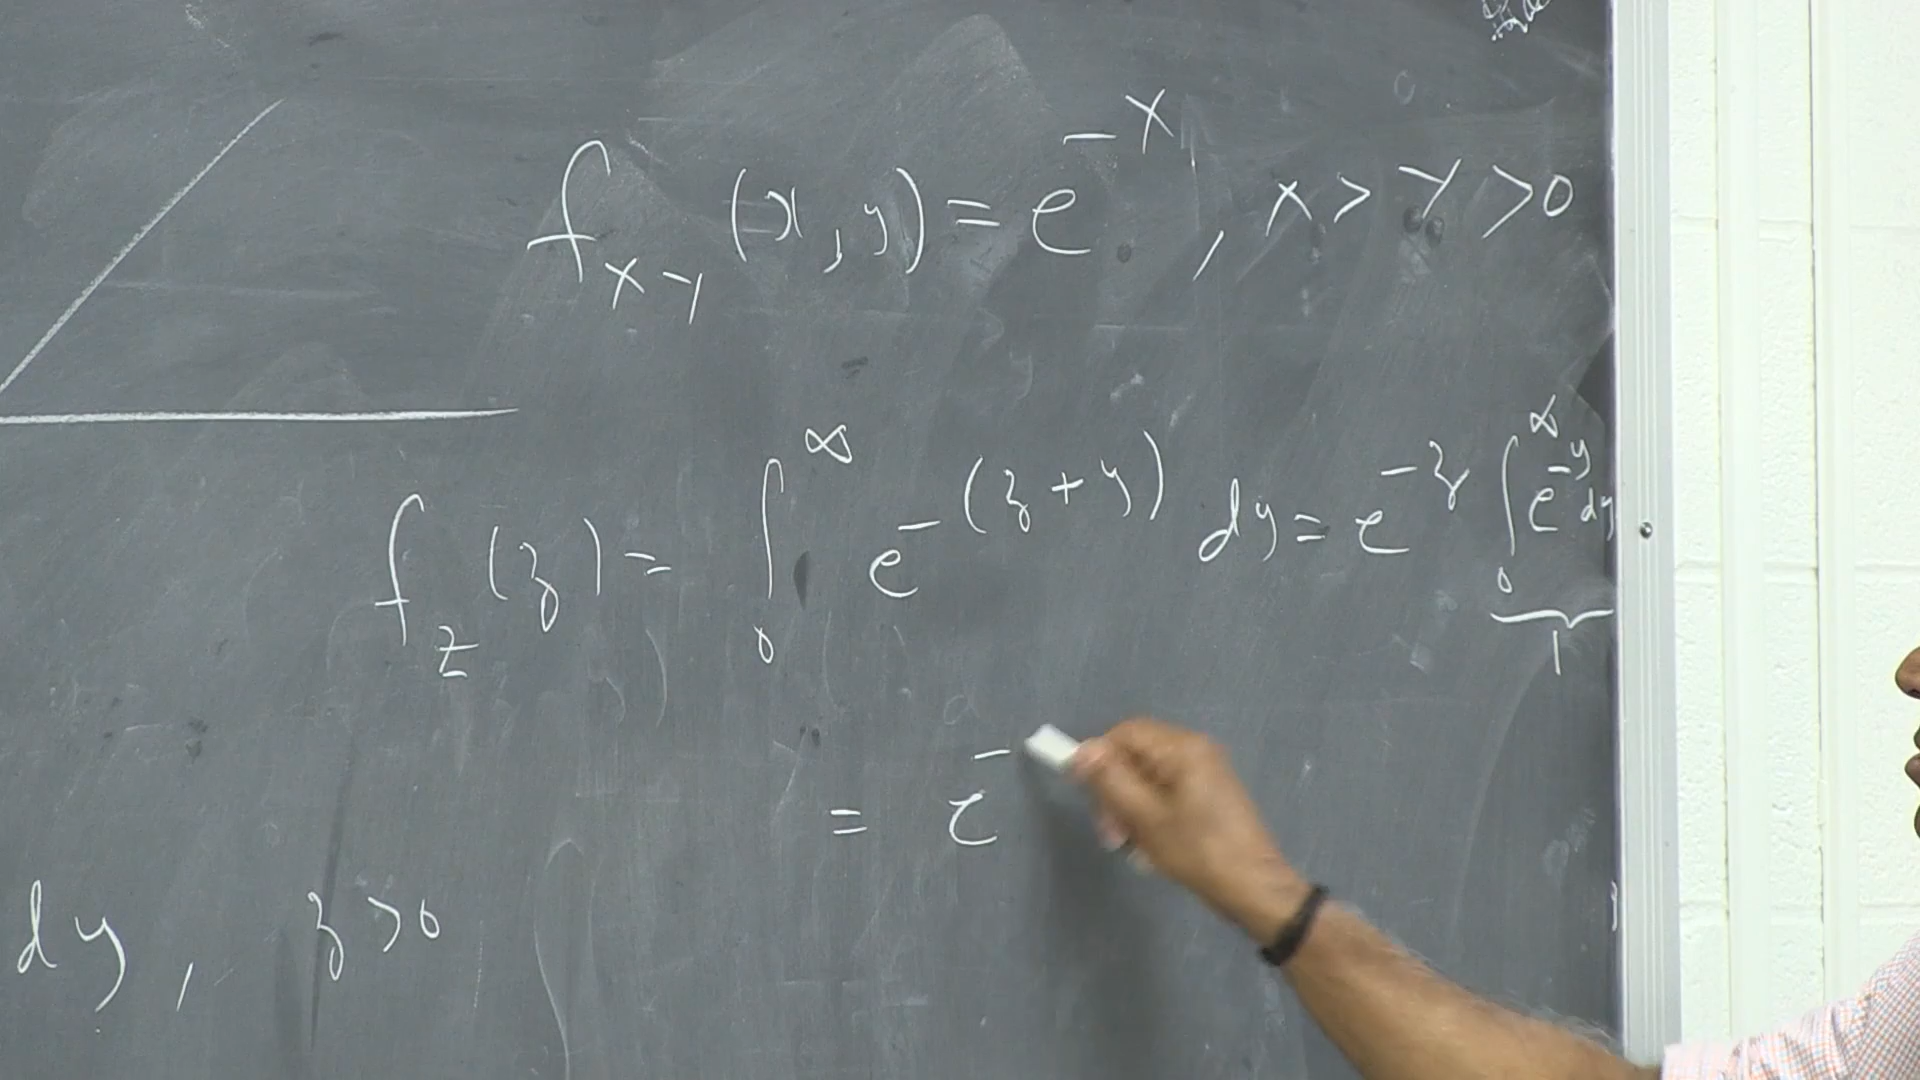 f_{XY}(x,y) = e^{-x}, x > y > 0
f_Z(z) = ∫_0^∞ e^{-(z+y)} dy = e^{-z} ∫_0^∞ e^{-y} dy
1
= e^{-
dy, z > 0